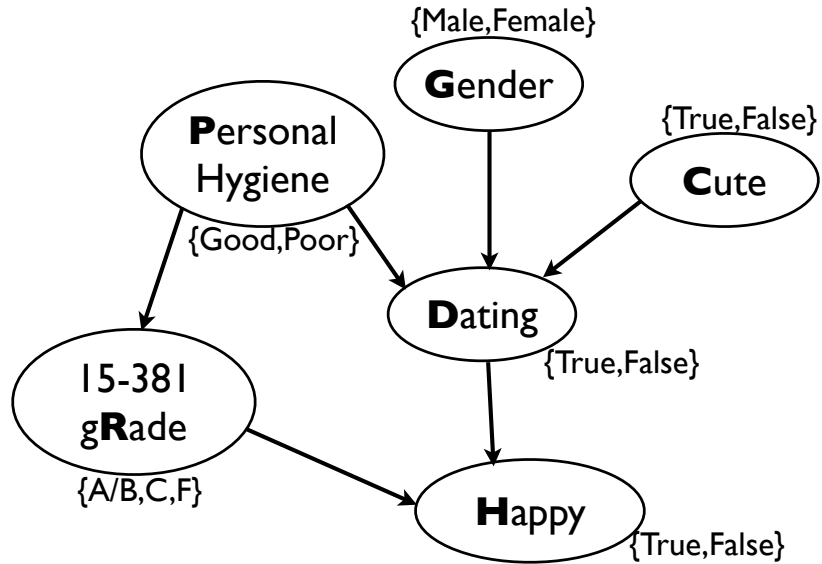 {Male,Female}
Gender
Personal
Hygiene
{True,False}
Cute
{Good,Poor}
Dating
{True,False}
15-381
gRade
{A/B,C,F}
Happy
{True,False}